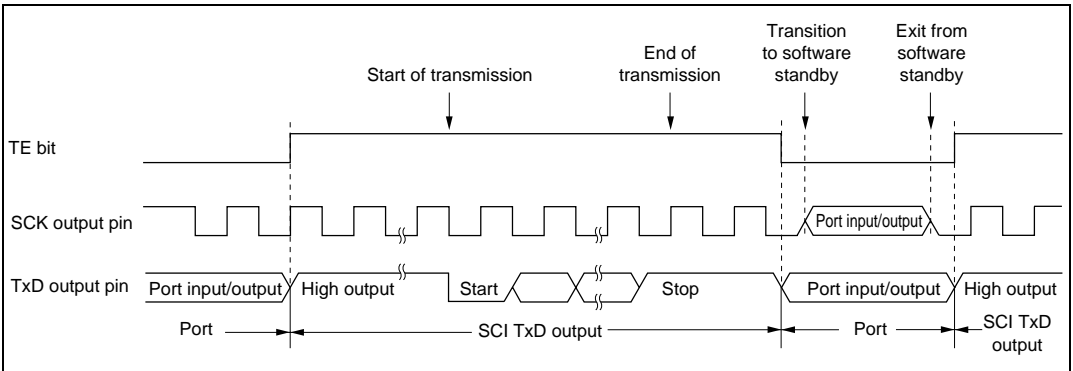 Transition
to software
standby
Exit from
software
standby
End of
transmission
Start of transmission
TE bit
SCK output pin
Port input/output
TxD output pin
Port input/output
High output
Start
Stop
Port input/output
High output
Port
SCI TxD output
Port
SCI TxD
output